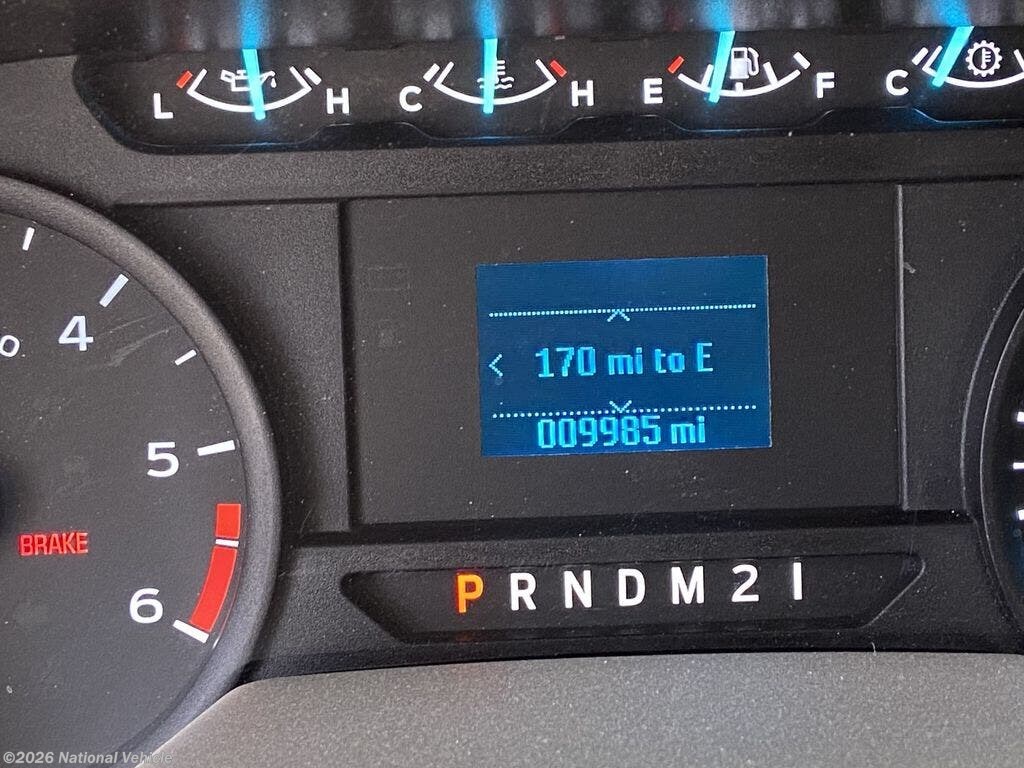 L H C H E F C
170 mi to E
009985 mi
4
5
BRAKE
6
P R N D M 2 1
©2026 National Vehicle